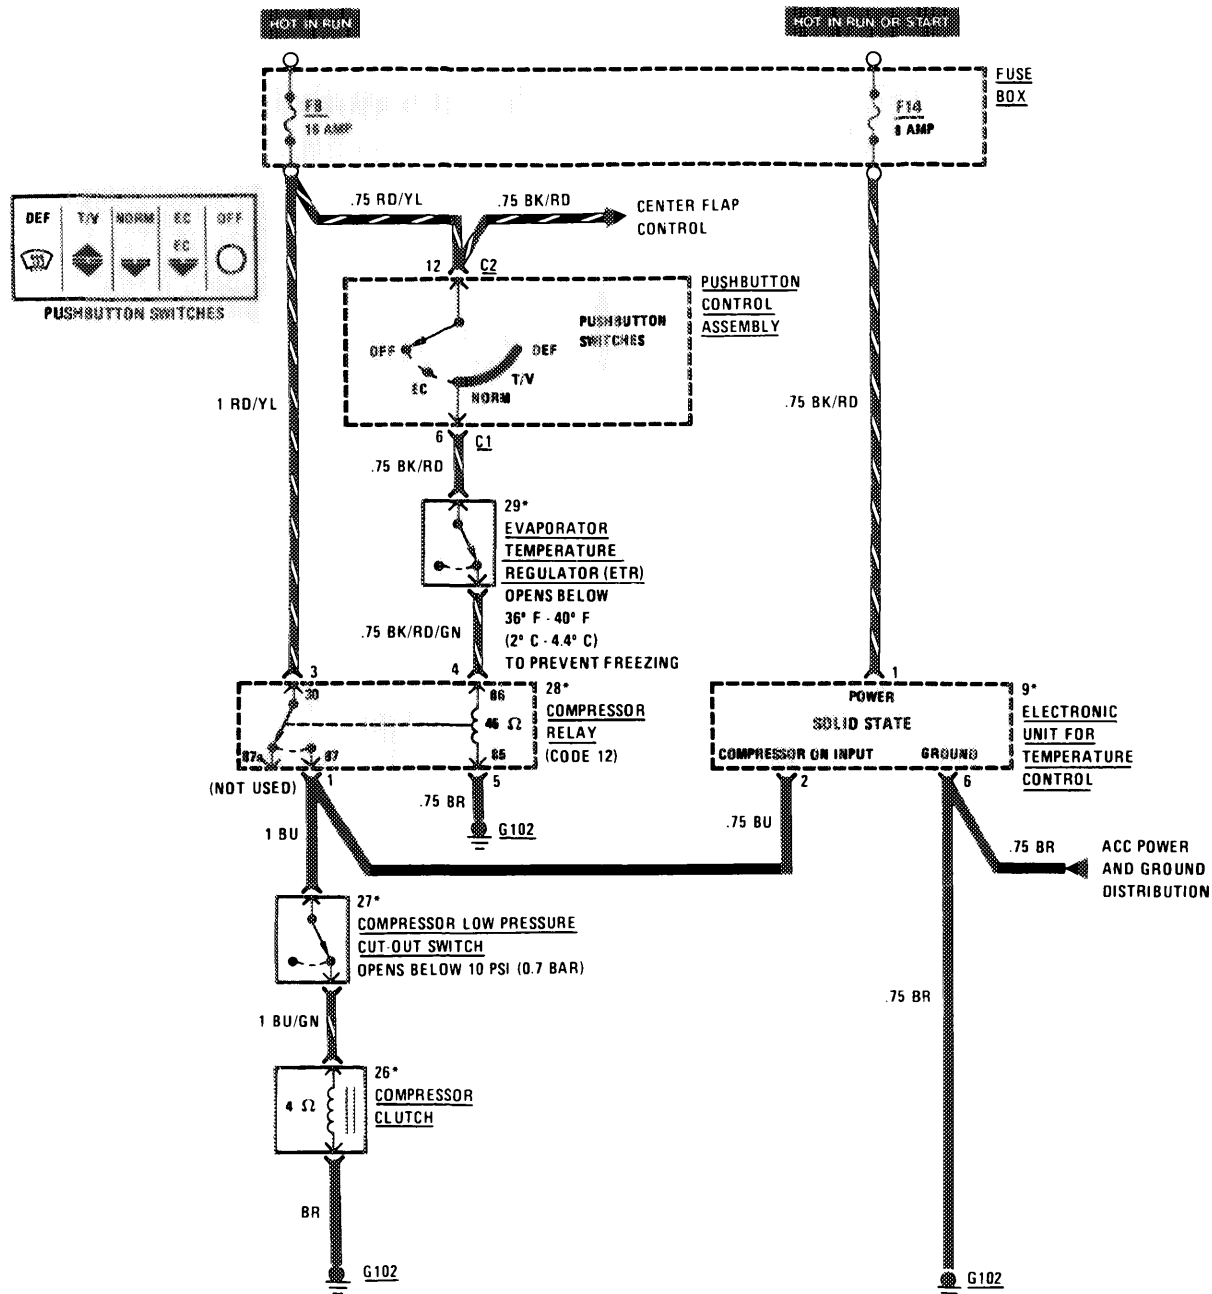 HOT IN RUN
HOT IN RUN OR START
FUSE
BOX
F8
16 AMP
F14
8 AMP
.75 RD/YL
.75 BK/RD
CENTER FLAP
CONTROL
DEF
T/V
NORM
EC
OFF
EC
PUSHBUTTON SWITCHES
12
C2
PUSHBUTTON
CONTROL
ASSEMBLY
PUSHBUTTON
SWITCHES
OFF
DEF
EC
T/V
NORM
1 RD/YL
.75 BK/RD
6
C1
.75 BK/RD
29*
EVAPORATOR
TEMPERATURE
REGULATOR (ETR)
OPENS BELOW
36° F - 40° F
(2° C - 4.4° C)
TO PREVENT FREEZING
.75 BK/RD/GN
3
4
1
30
86
28*
COMPRESSOR
RELAY
(CODE 12)
46 Ω
87a
87
85
POWER
SOLID STATE
COMPRESSOR ON INPUT
GROUND
9*
ELECTRONIC
UNIT FOR
TEMPERATURE
CONTROL
(NOT USED)
1
5
2
6
.75 BR
G102
1 BU
.75 BU
.75 BR
ACC POWER
AND GROUND
DISTRIBUTION
27*
COMPRESSOR LOW PRESSURE
CUT-OUT SWITCH
OPENS BELOW 10 PSI (0.7 BAR)
.75 BR
1 BU/GN
26*
COMPRESSOR
CLUTCH
4 Ω
BR
G102
G102